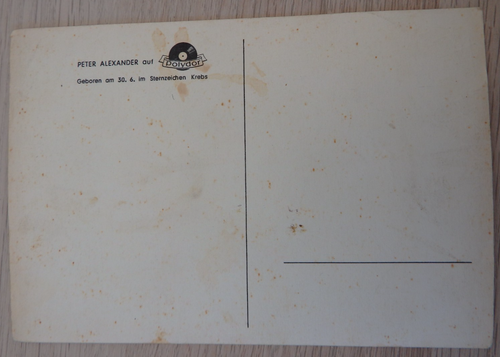 PETER ALEXANDER auf Polydor
Geboren am 30. 6. im Sternzeichen Krebs